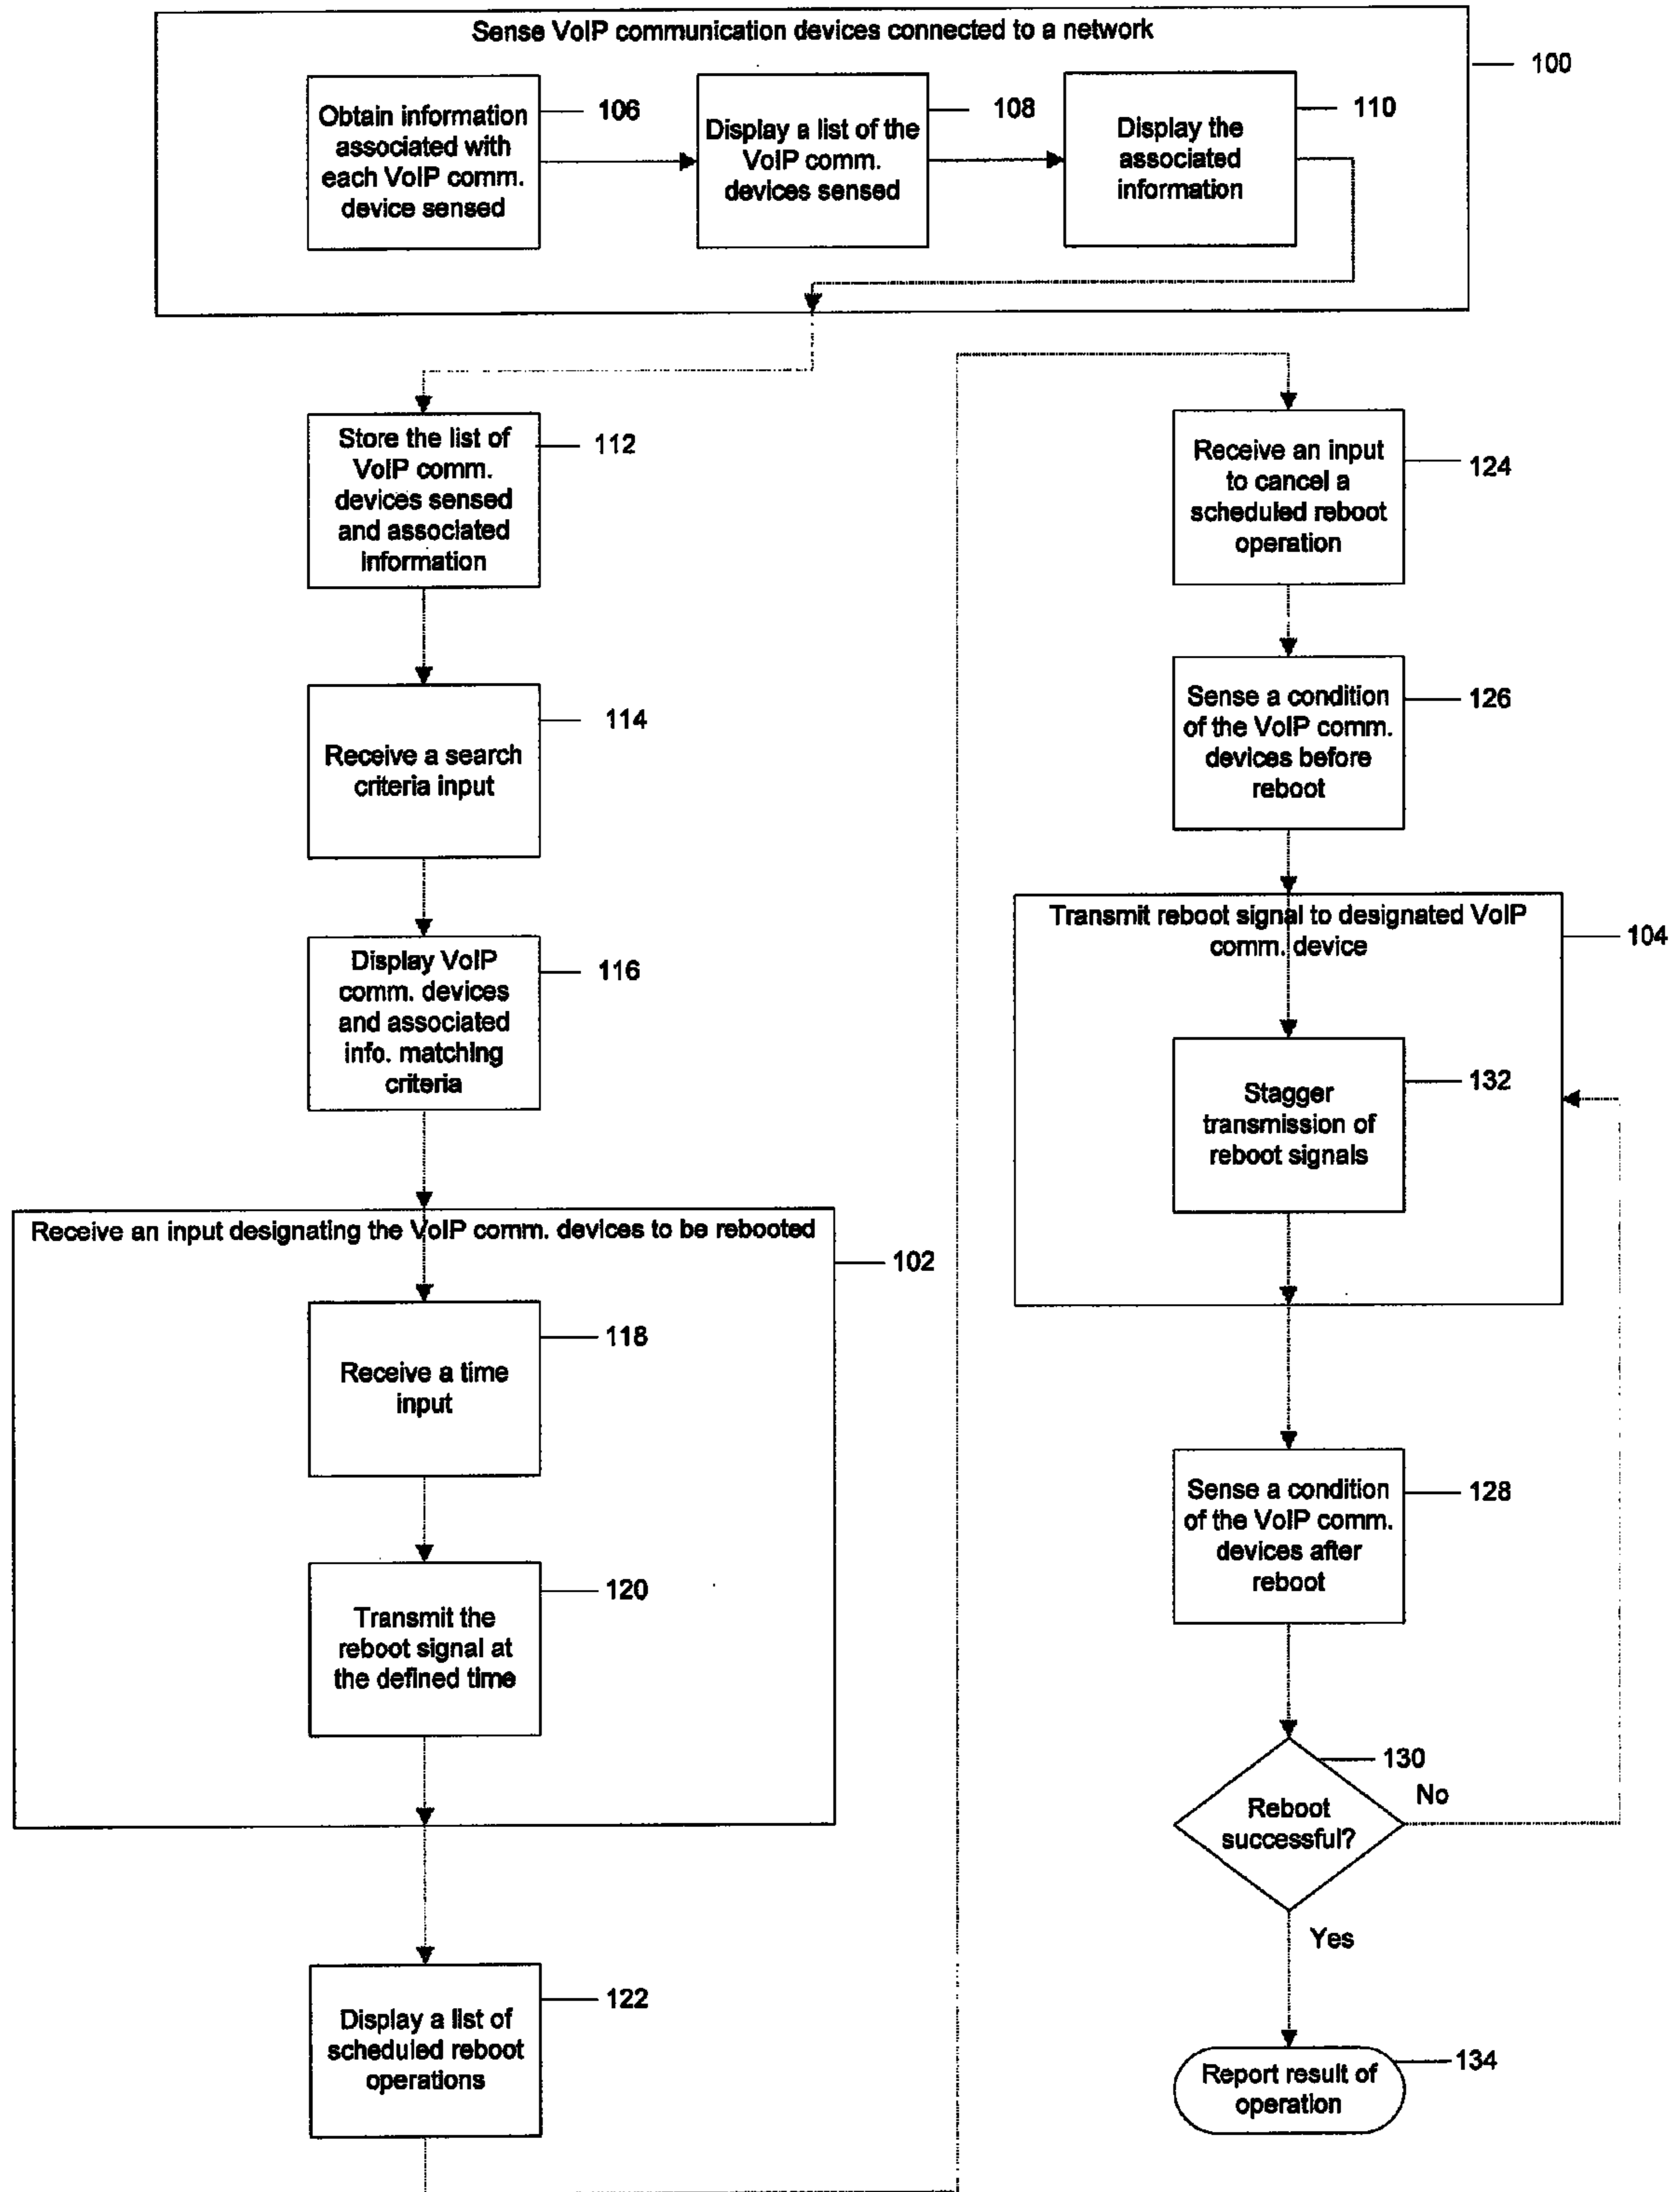 Sense VoIP communication devices connected to a network
100
Obtain information
associated with
each VoIP comm.
device sensed
106
Display a list of the
VoIP comm.
devices sensed
108
Display the
associated
information
110
Store the list of
VoIP comm.
devices sensed
and associated
information
112
Receive a search
criteria input
114
Display VoIP
comm. devices
and associated
info. matching
criteria
116
Receive an input designating the VoIP comm. devices to be rebooted
102
Receive a time
input
118
Transmit the
reboot signal at
the defined time
120
Display a list of
scheduled reboot
operations
122
Receive an input
to cancel a
scheduled reboot
operation
124
Sense a condition
of the VoIP comm.
devices before
reboot
126
Transmit reboot signal to designated VoIP
comm. device
104
Stagger
transmission of
reboot signals
132
Sense a condition
of the VoIP comm.
devices after
reboot
128
Reboot
successful?
130
No
Yes
Report result of
operation
134